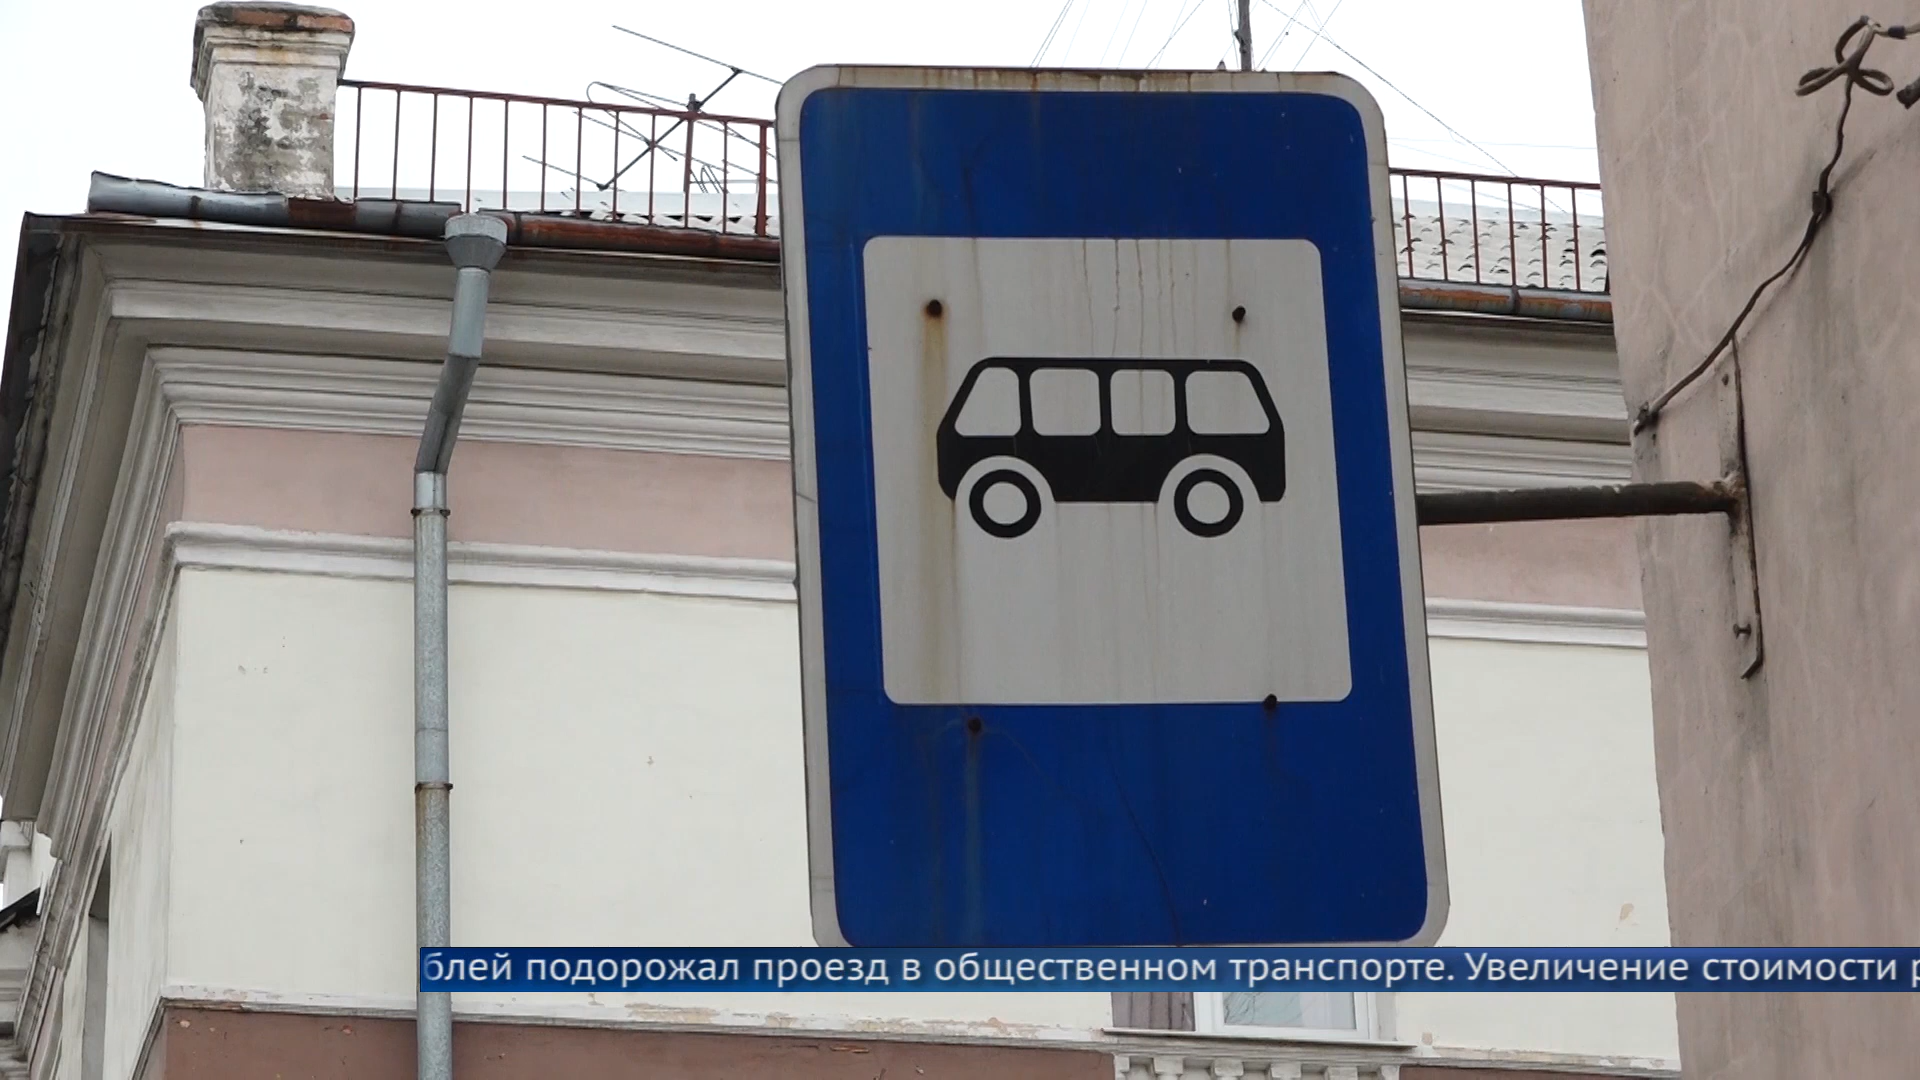 блей подорожал проезд в общественном транспорте. Увеличение стоимости